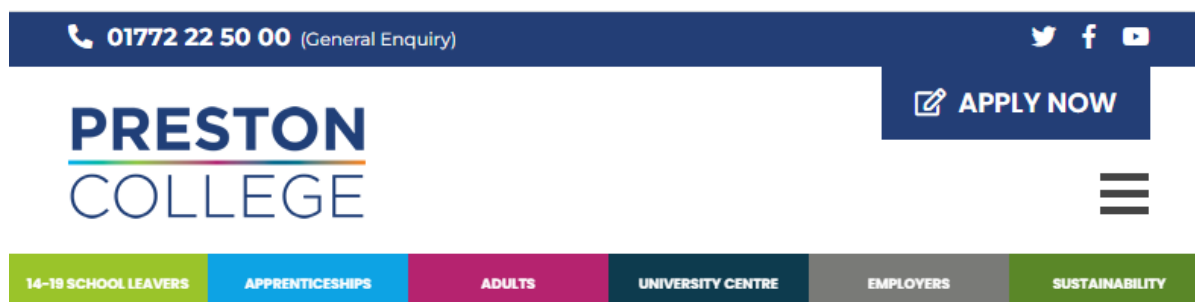 01772 22 50 00 (General Enquiry)
APPLY NOW
PRESTON
COLLEGE
14-19 SCHOOL LEAVERS APPRENTICESHIPS ADULTS UNIVERSITY CENTRE EMPLOYERS SUSTAINABILITY